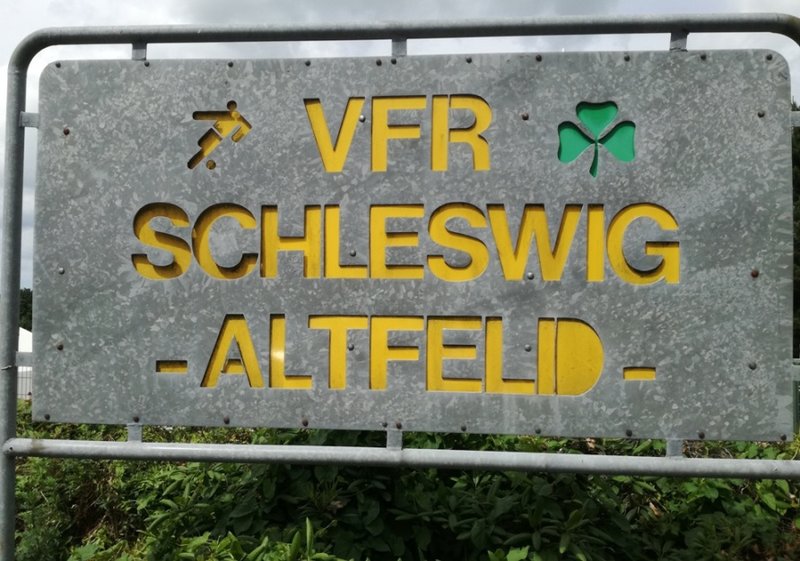 VFR
SCHLESWIG
- ALTFELD -